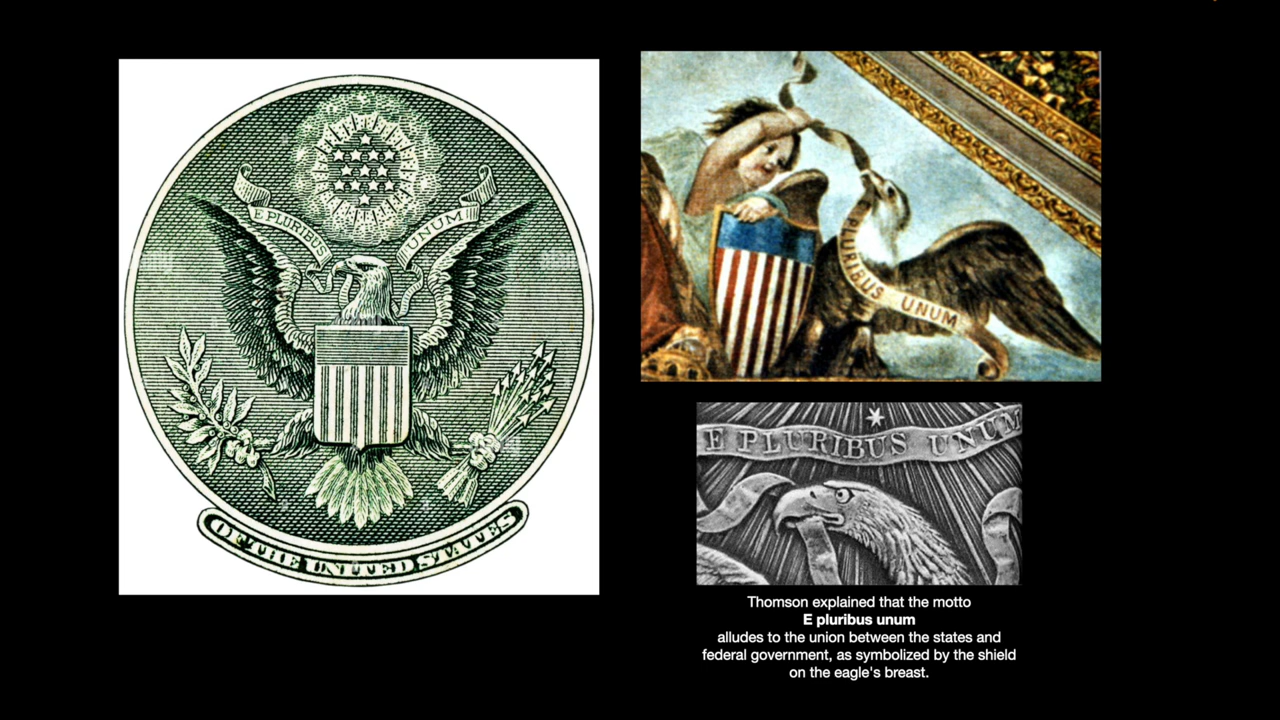 E PLURIBUS UNUM
OF THE UNITED STATES
PLURIBUS UNUM
E PLURIBUS UNUM
Thomson explained that the motto
E pluribus unum
alludes to the union between the states and
federal government, as symbolized by the shield
on the eagle's breast.